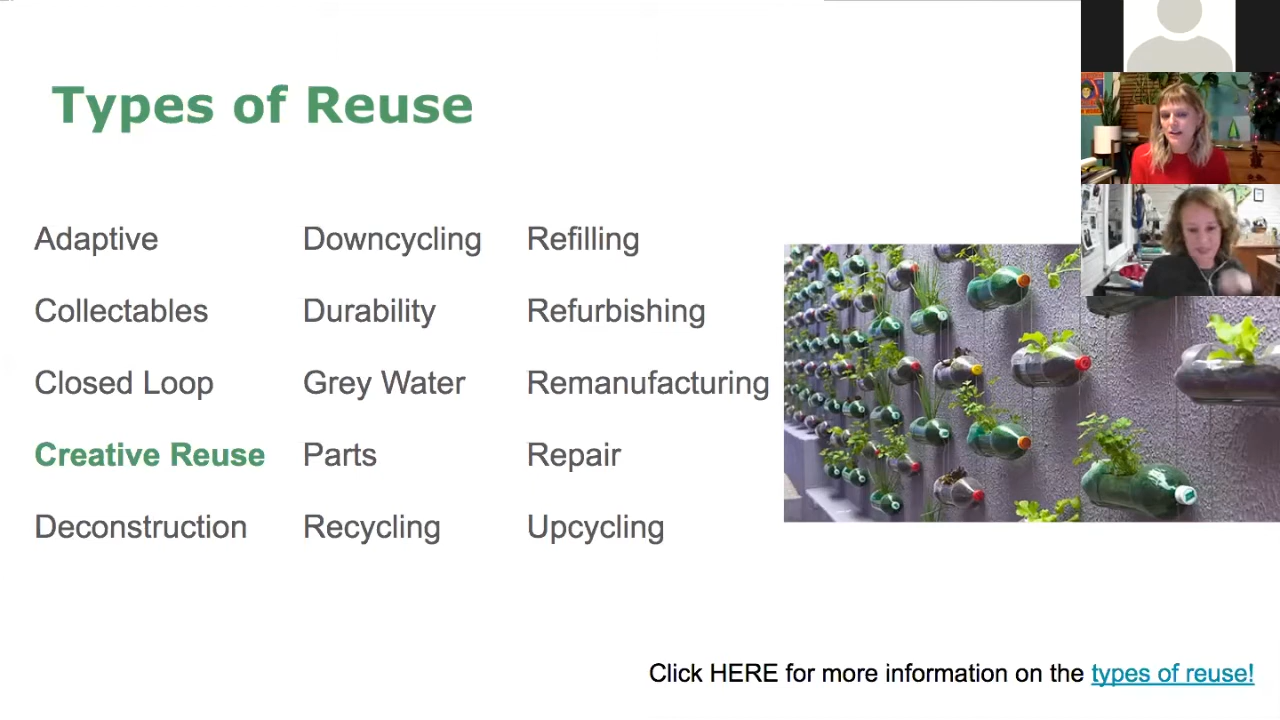 Types of Reuse
Adaptive
Collectables
Closed Loop
Creative Reuse
Deconstruction
Downcycling
Durability
Grey Water
Parts
Recycling
Refilling
Refurbishing
Remanufacturing
Repair
Upcycling
Click HERE for more information on the types of reuse!